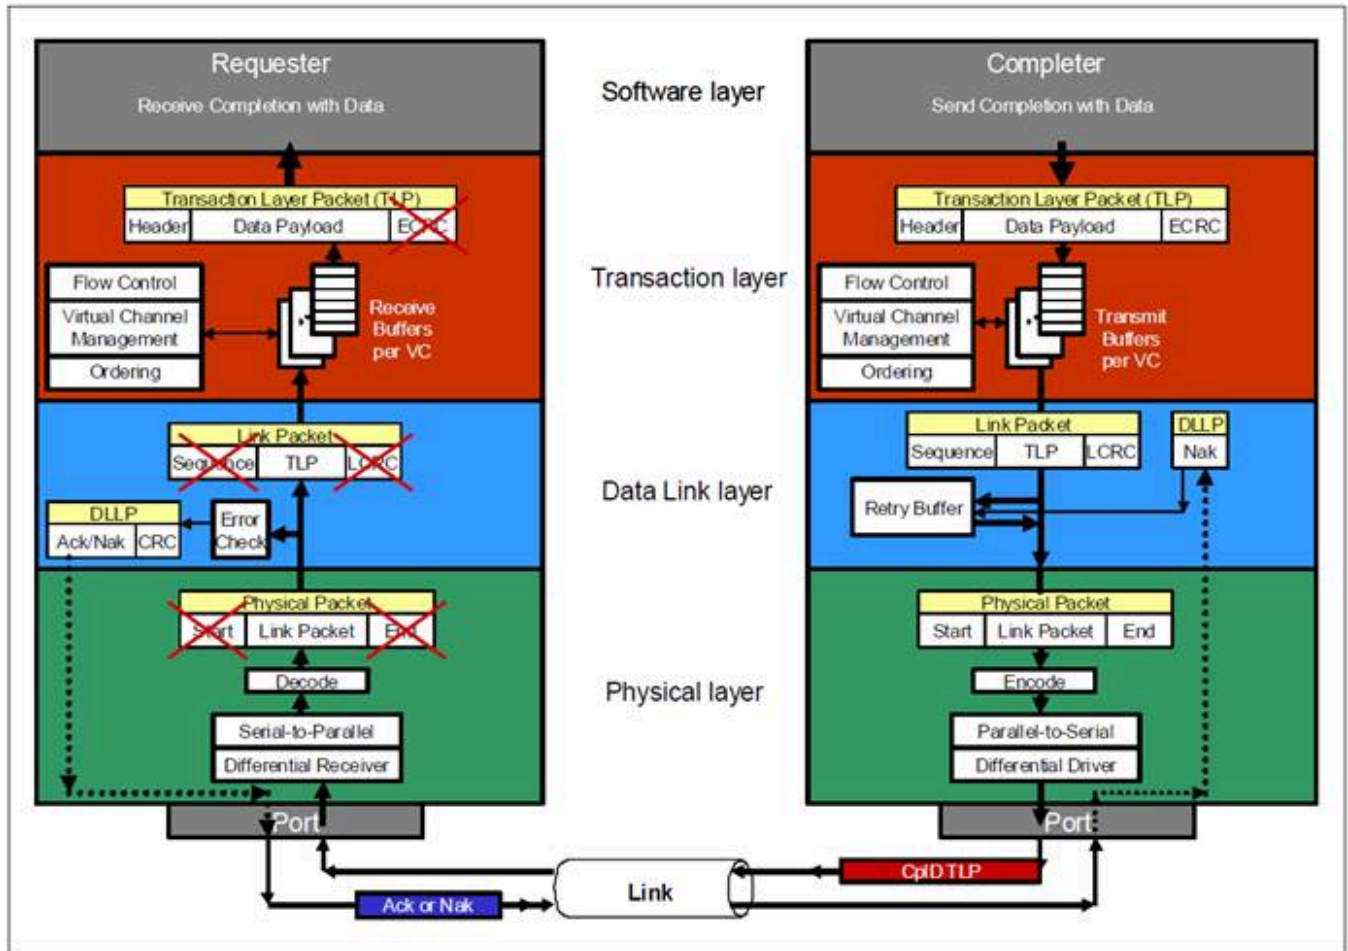 Requester
Receive Completion with Data
Transaction Layer Packet (TLP)
Header Data Payload ECRC
Flow Control
Virtual Channel
Management
Ordering
Receive
Buffers
per VC
Link Packet
Sequence TLP LCRC
DLLP
Ack/Nak CRC
Error
Check
Physical Packet
Start Link Packet End
Decode
Serial-to-Parallel
Differential Receiver
Port
Software layer
Transaction layer
Data Link layer
Physical layer
Completer
Send Completion with Data
Transaction Layer Packet (TLP)
Header Data Payload ECRC
Flow Control
Virtual Channel
Management
Ordering
Transmit
Buffers
per VC
Link Packet
Sequence TLP LCRC
DLLP
Nak
Retry Buffer
Physical Packet
Start Link Packet End
Encode
Parallel-to-Serial
Differential Driver
Port
CplD TLP
Link
Ack or Nak